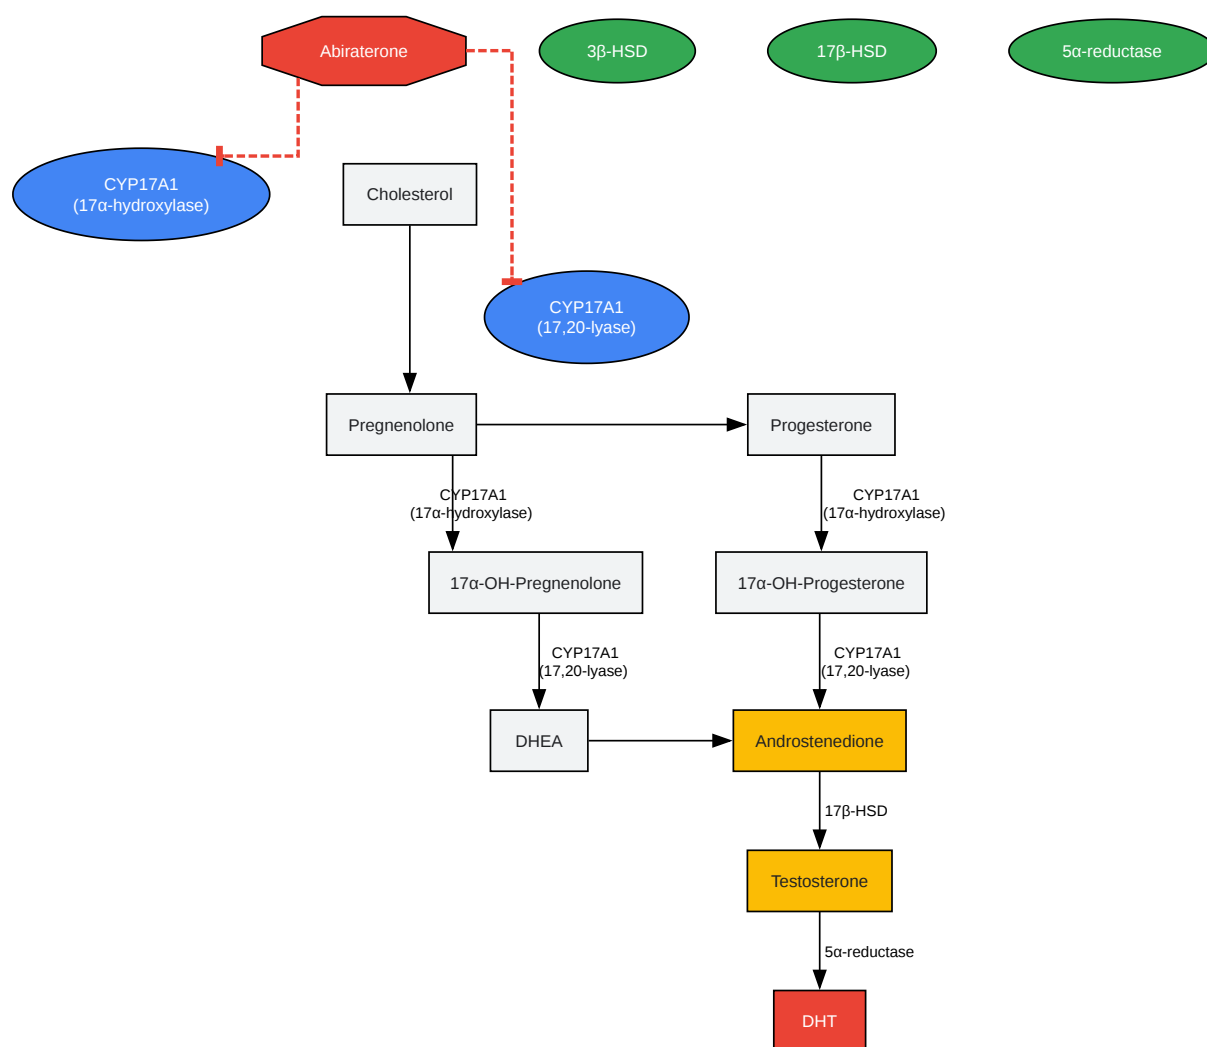 Abiraterone
3β-HSD
17β-HSD
5α-reductase
CYP17A1
(17α-hydroxylase)
Cholesterol
CYP17A1
(17,20-lyase)
Pregnenolone
Progesterone
CYP17A1
(17α-hydroxylase)
CYP17A1
(17α-hydroxylase)
17α-OH-Pregnenolone
17α-OH-Progesterone
CYP17A1
(17,20-lyase)
CYP17A1
(17,20-lyase)
DHEA
Androstenedione
17β-HSD
Testosterone
5α-reductase
DHT